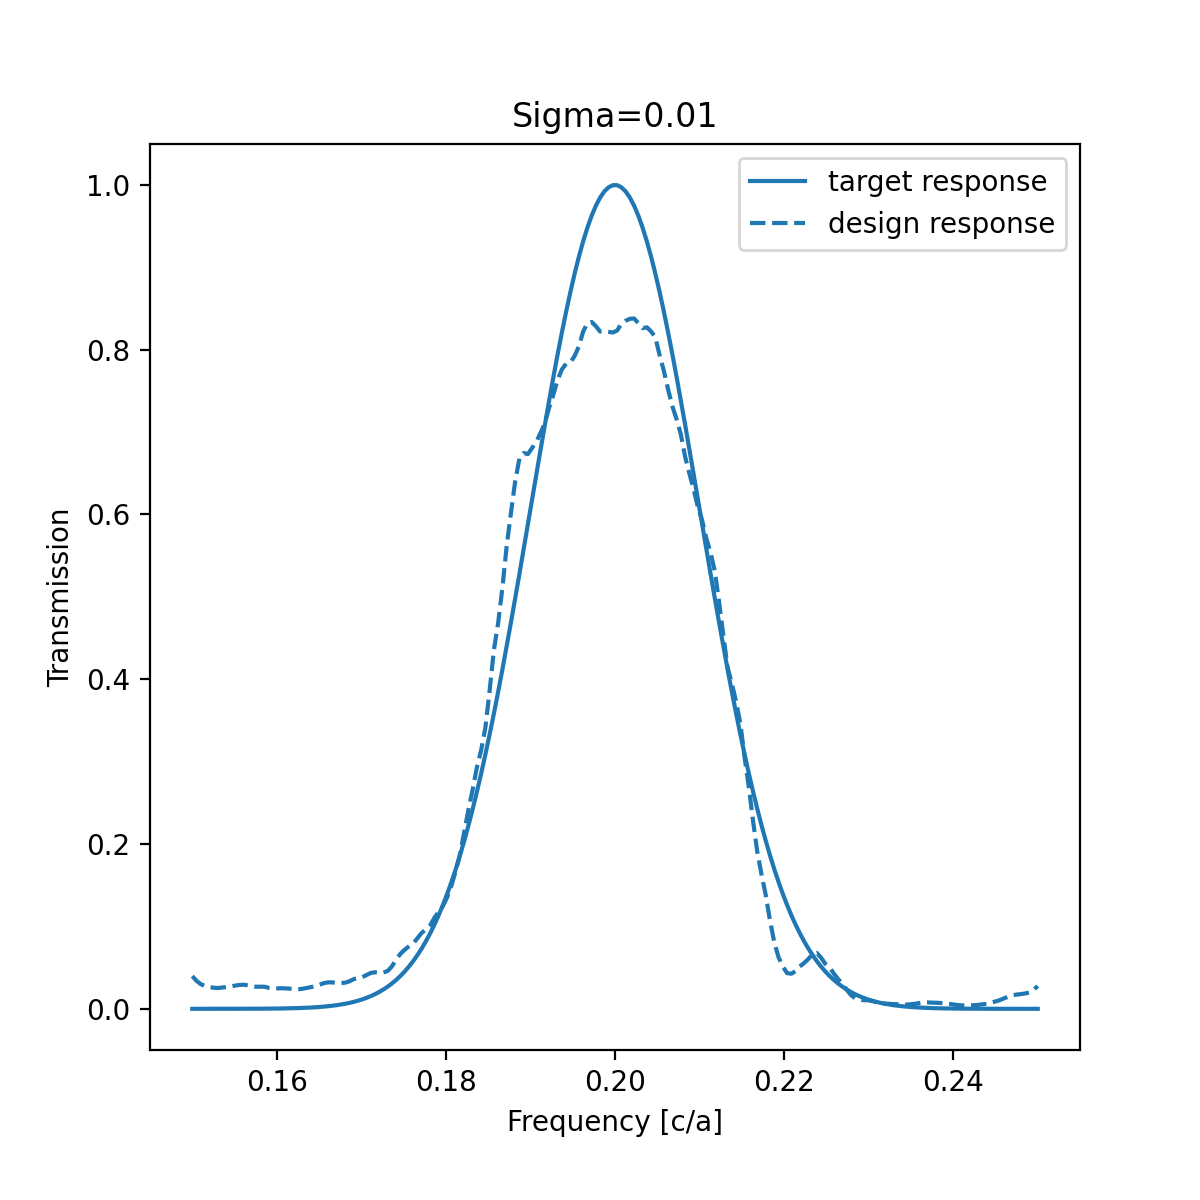 Sigma=0.01
target response
design response
1.0
0.8
0.6
0.4
0.2
0.0
Transmission
0.16 0.18 0.20 0.22 0.24
Frequency [c/a]